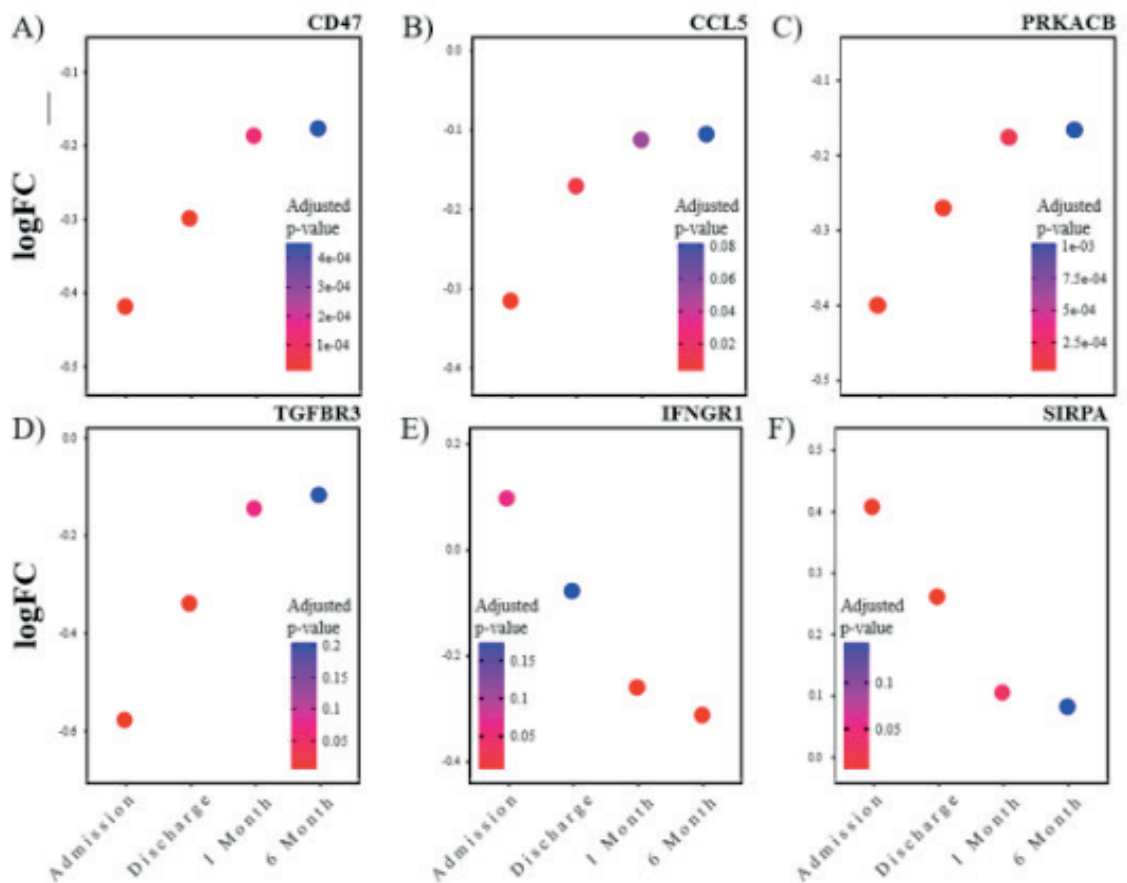 A) CD47
B) CCL5
C) PRKACB
logFC
-0.1
-0.2
-0.3
-0.4
-0.5
Adjusted
p-value
4e-04
3e-04
2e-04
1e-04
0.0
-0.1
-0.2
-0.3
-0.4
Adjusted
p-value
0.08
0.06
0.04
0.02
-0.1
-0.2
-0.3
-0.4
-0.5
Adjusted
p-value
1e-03
7.5e-04
5e-04
2.5e-04
D) TGFBR3
E) IFNGR1
F) SIRPA
logFC
0.0
-0.2
-0.4
-0.6
Adjusted
p-value
0.2
0.15
0.1
0.05
0.2
0.0
-0.2
-0.4
Adjusted
p-value
0.15
0.1
0.05
0.5
0.4
0.3
0.2
0.1
0.0
Adjusted
p-value
0.1
0.05
Admission
Discharge
1 Month
6 Month
Admission
Discharge
1 Month
6 Month
Admission
Discharge
1 Month
6 Month